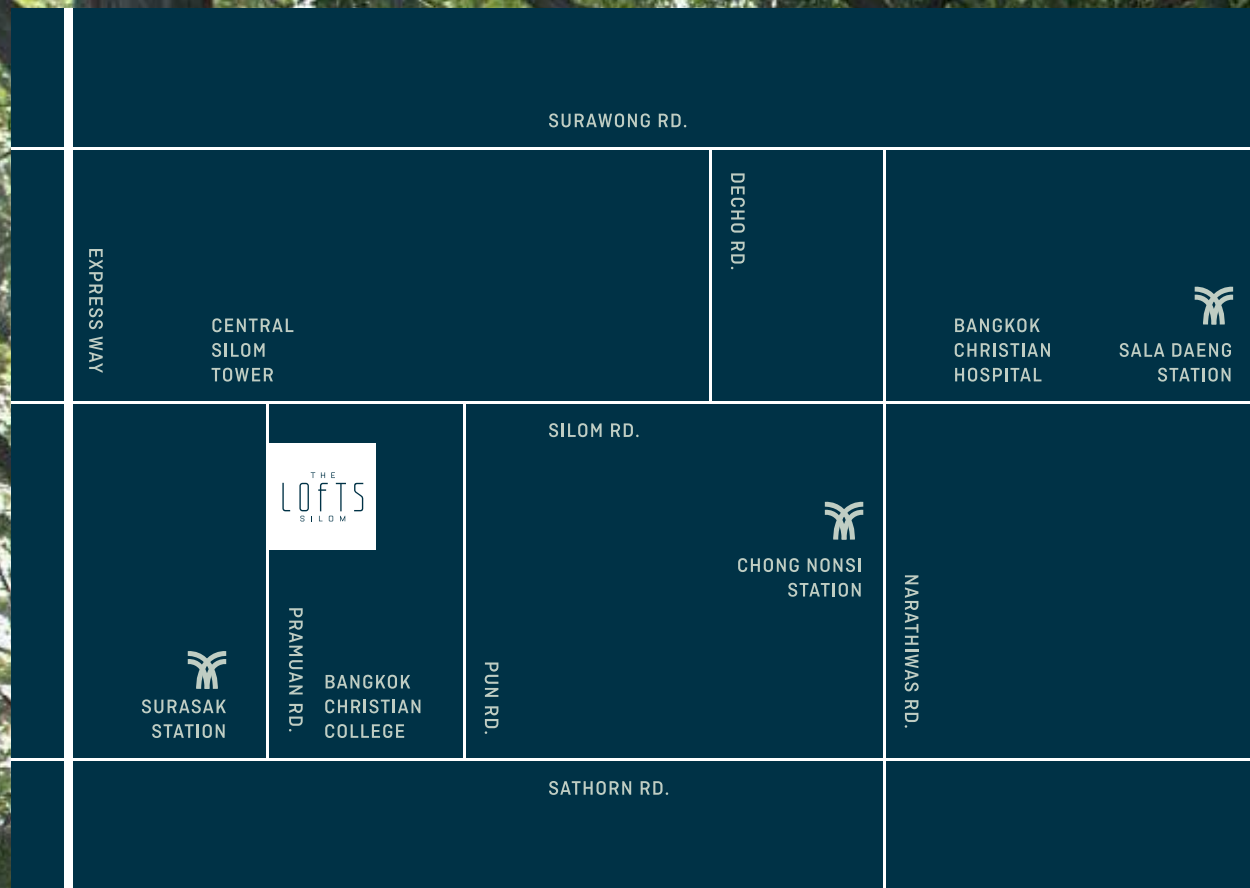 SURAWONG RD.
DECHO RD.
EXPRESS WAY
CENTRAL
SILOM
TOWER
BANGKOK
CHRISTIAN
HOSPITAL
SALA DAENG
STATION
SILOM RD.
THE
LOFTS
SILOM
CHONG NONSI
STATION
NARATHIWAS RD.
PRAMUAN RD.
PUN RD.
SURASAK
STATION
BANGKOK
CHRISTIAN
COLLEGE
SATHORN RD.